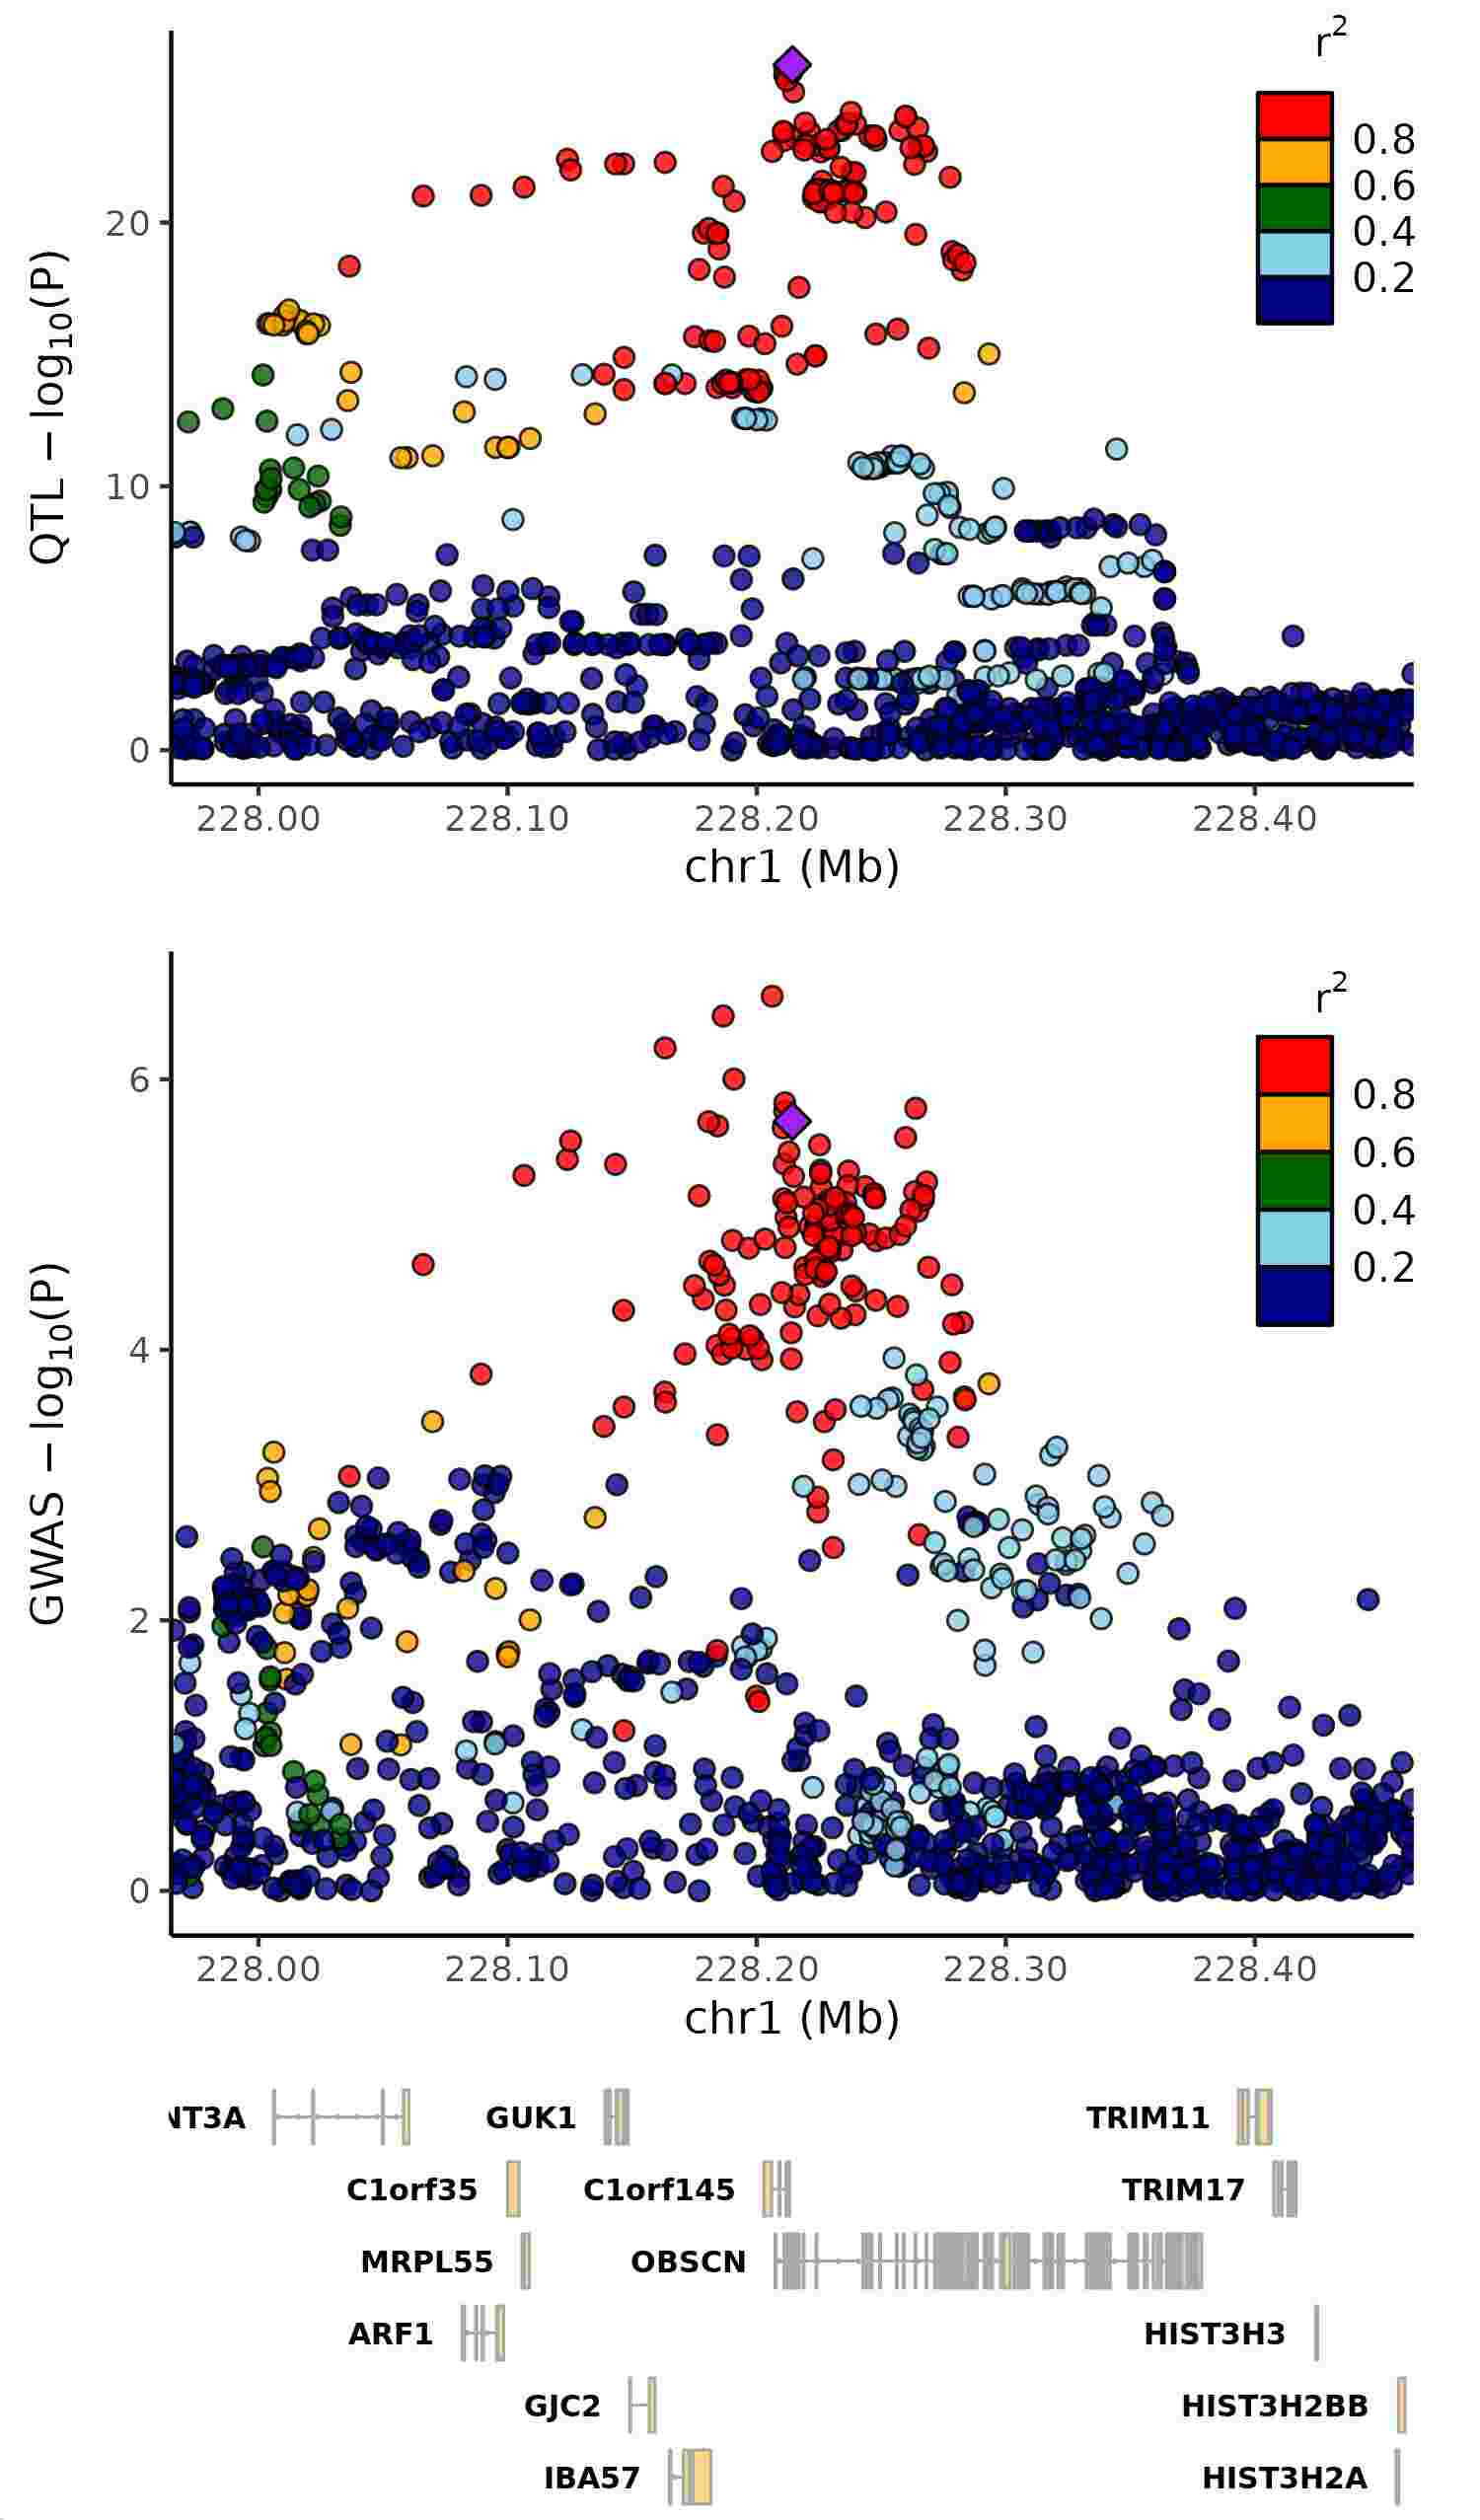 r²
0.8
0.6
0.4
0.2
20
10
0
QTL −log₁₀(P)
228.00 228.10 228.20 228.30 228.40
chr1 (Mb)
r²
0.8
0.6
0.4
0.2
6
4
2
0
GWAS −log₁₀(P)
228.00 228.10 228.20 228.30 228.40
chr1 (Mb)
NT3A GUK1 TRIM11
C1orf35 C1orf145 TRIM17
MRPL55 OBSCN
ARF1 HIST3H3
GJC2 HIST3H2BB
IBA57 HIST3H2A